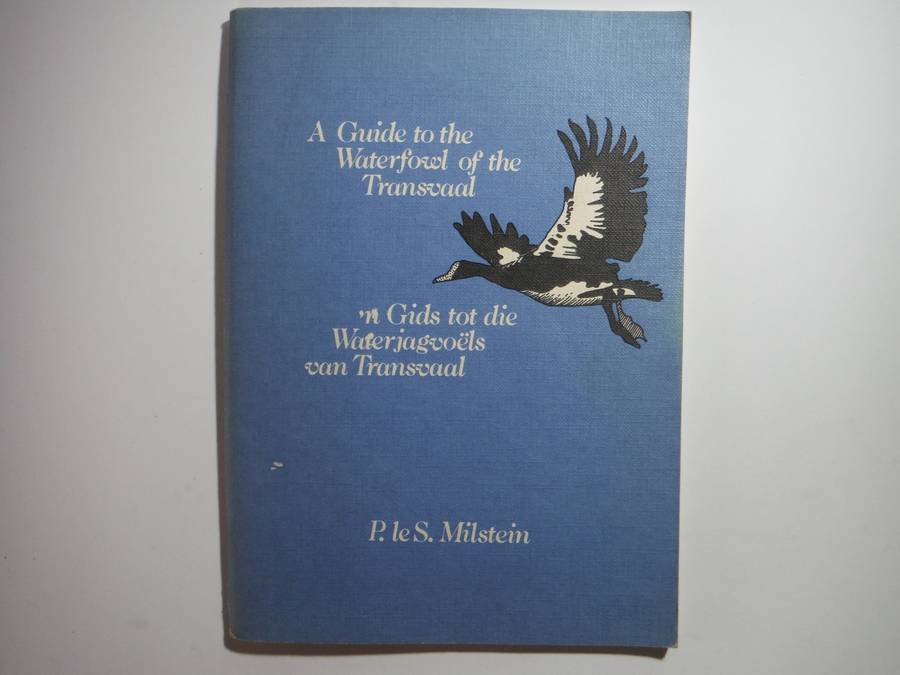 A Guide to the
Waterfowl of the
Transvaal
'n Gids tot die
Waterjagvoëls
van Transvaal
P. le S. Milstein